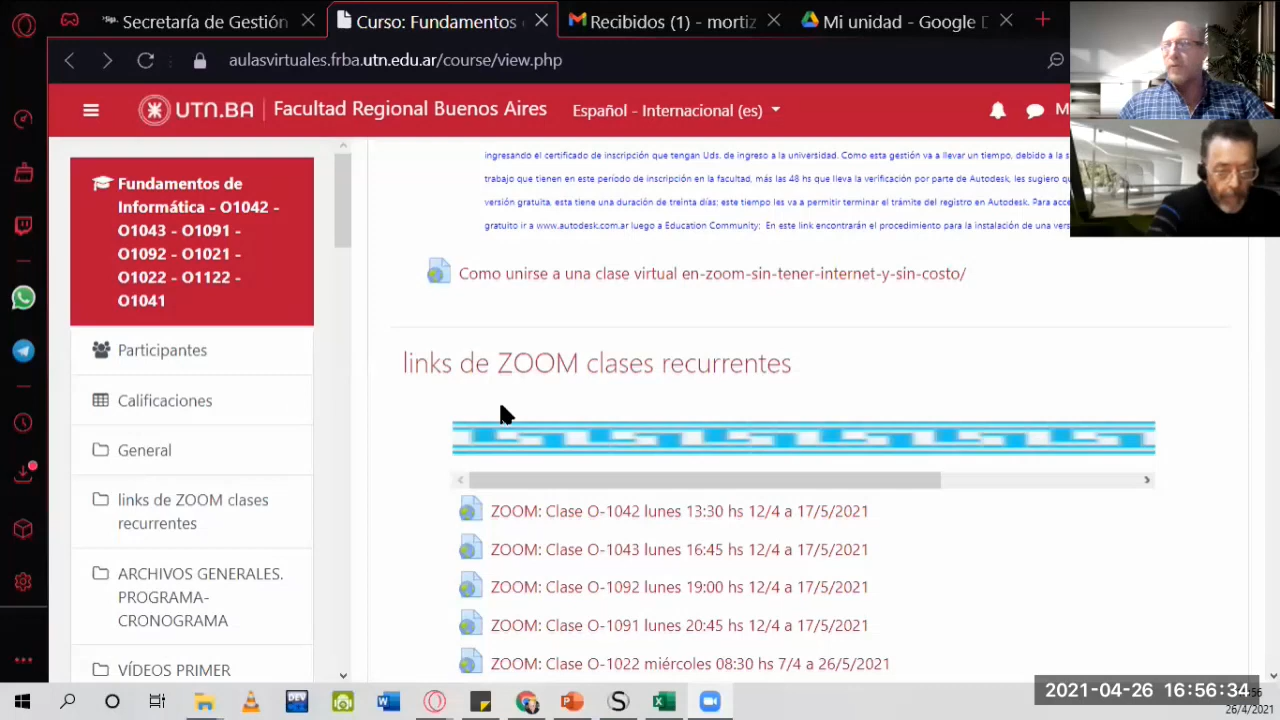 Secretaría de Gestión
Curso: Fundamentos
Recibidos (1) - mortiz
Mi unidad - Google D
aulasvirtuales.frba.utn.edu.ar/course/view.php
UTN.BA Facultad Regional Buenos Aires
Español - Internacional (es)
M
Fundamentos de
Informática - O1042 -
O1043 - O1091 -
O1092 - O1021 -
O1022 - O1122 -
O1041
Participantes
Calificaciones
General
links de ZOOM clases
recurrentes
ARCHIVOS GENERALES.
PROGRAMA-
CRONOGRAMA
VÍDEOS PRIMER
ingresando el certificado de inscripción que tengan Uds. de ingreso a la universidad. Como esta gestión va a llevar un tiempo, debido a la s
trabajo que tienen en este período de inscripción en la facultad, más las 48 hs que lleva la verificación por parte de Autodesk, les sugiero q
versión gratuita, esta tiene una duración de treinta días; este tiempo les va a permitir terminar el trámite del registro en Autodesk. Para acce
gratuito ir a www.autodesk.com.ar luego a Education Community: En este link encontrarán el procedimiento para la instalación de una vers
Como unirse a una clase virtual en-zoom-sin-tener-internet-y-sin-costo/
links de ZOOM clases recurrentes
ZOOM: Clase O-1042 lunes 13:30 hs 12/4 a 17/5/2021
ZOOM: Clase O-1043 lunes 16:45 hs 12/4 a 17/5/2021
ZOOM: Clase O-1092 lunes 19:00 hs 12/4 a 17/5/2021
ZOOM: Clase O-1091 lunes 20:45 hs 12/4 a 17/5/2021
ZOOM: Clase O-1022 miércoles 08:30 hs 7/4 a 26/5/2021
DEV
2021-04-26 16:56:34
26/4/2021